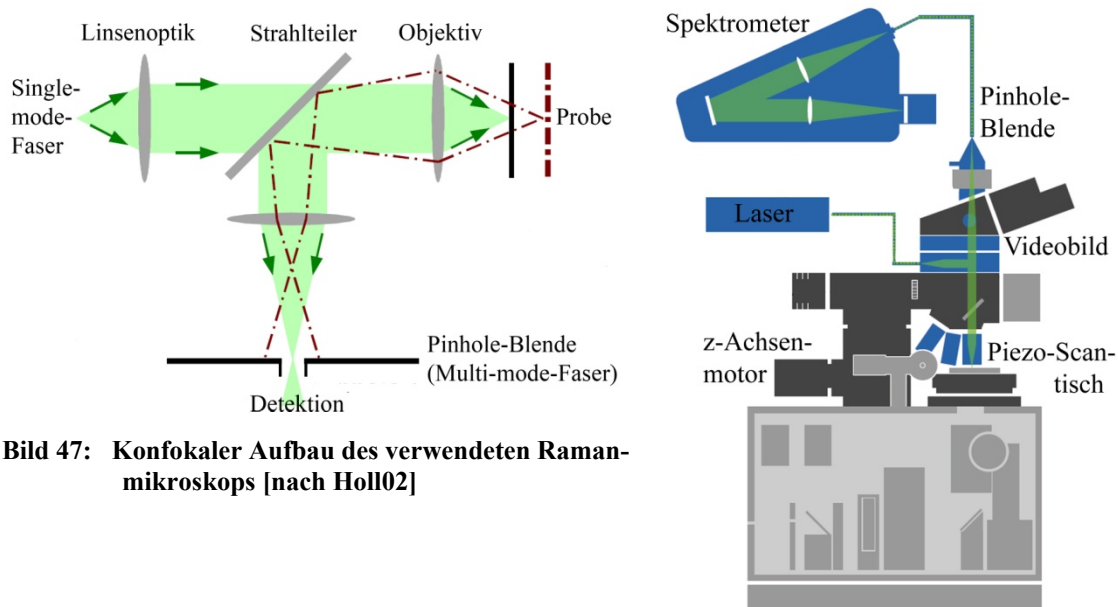 Linsenoptik
Strahlteiler
Objektiv
Single-
mode-
Faser
Probe
Pinhole-Blende
(Multi-mode-Faser)
Detektion
Bild 47: Konfokaler Aufbau des verwendeten Raman-
mikroskops [nach Holl02]
Spektrometer
Pinhole-
Blende
Laser
Videobild
z-Achsen-
motor
Piezo-Scan-
tisch